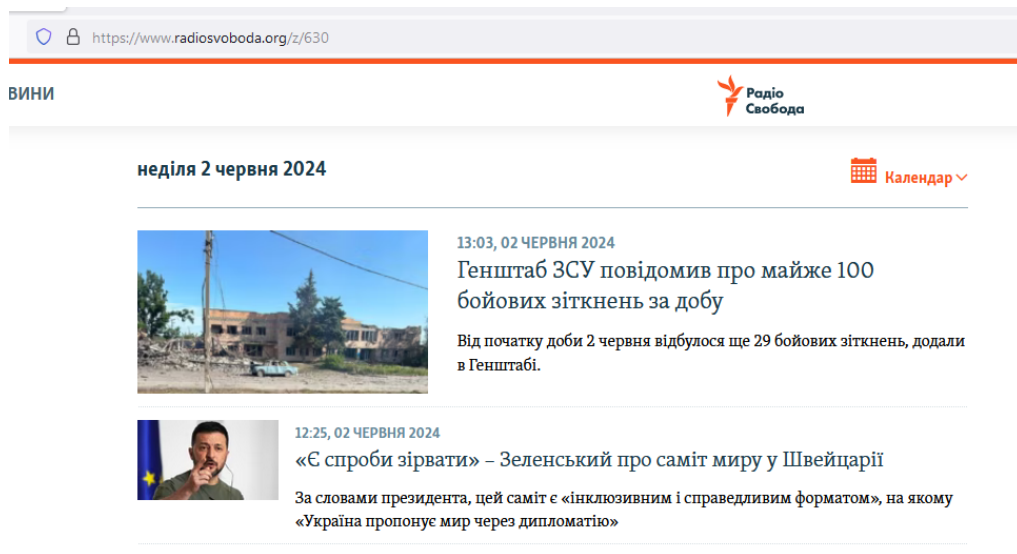 https://www.radiosvoboda.org/z/630
ВИНИ
Радіо
Свобода
неділя 2 червня 2024
Календар
13:03, 02 ЧЕРВНЯ 2024
Генштаб ЗСУ повідомив про майже 100
бойових зіткнень за добу
Від початку доби 2 червня відбулося ще 29 бойових зіткнень, додали
в Генштабі.
12:25, 02 ЧЕРВНЯ 2024
«Є спроби зірвати» – Зеленський про саміт миру у Швейцарії
За словами президента, цей саміт є «інклюзивним і справедливим форматом», на якому
«Україна пропонує мир через дипломатію»